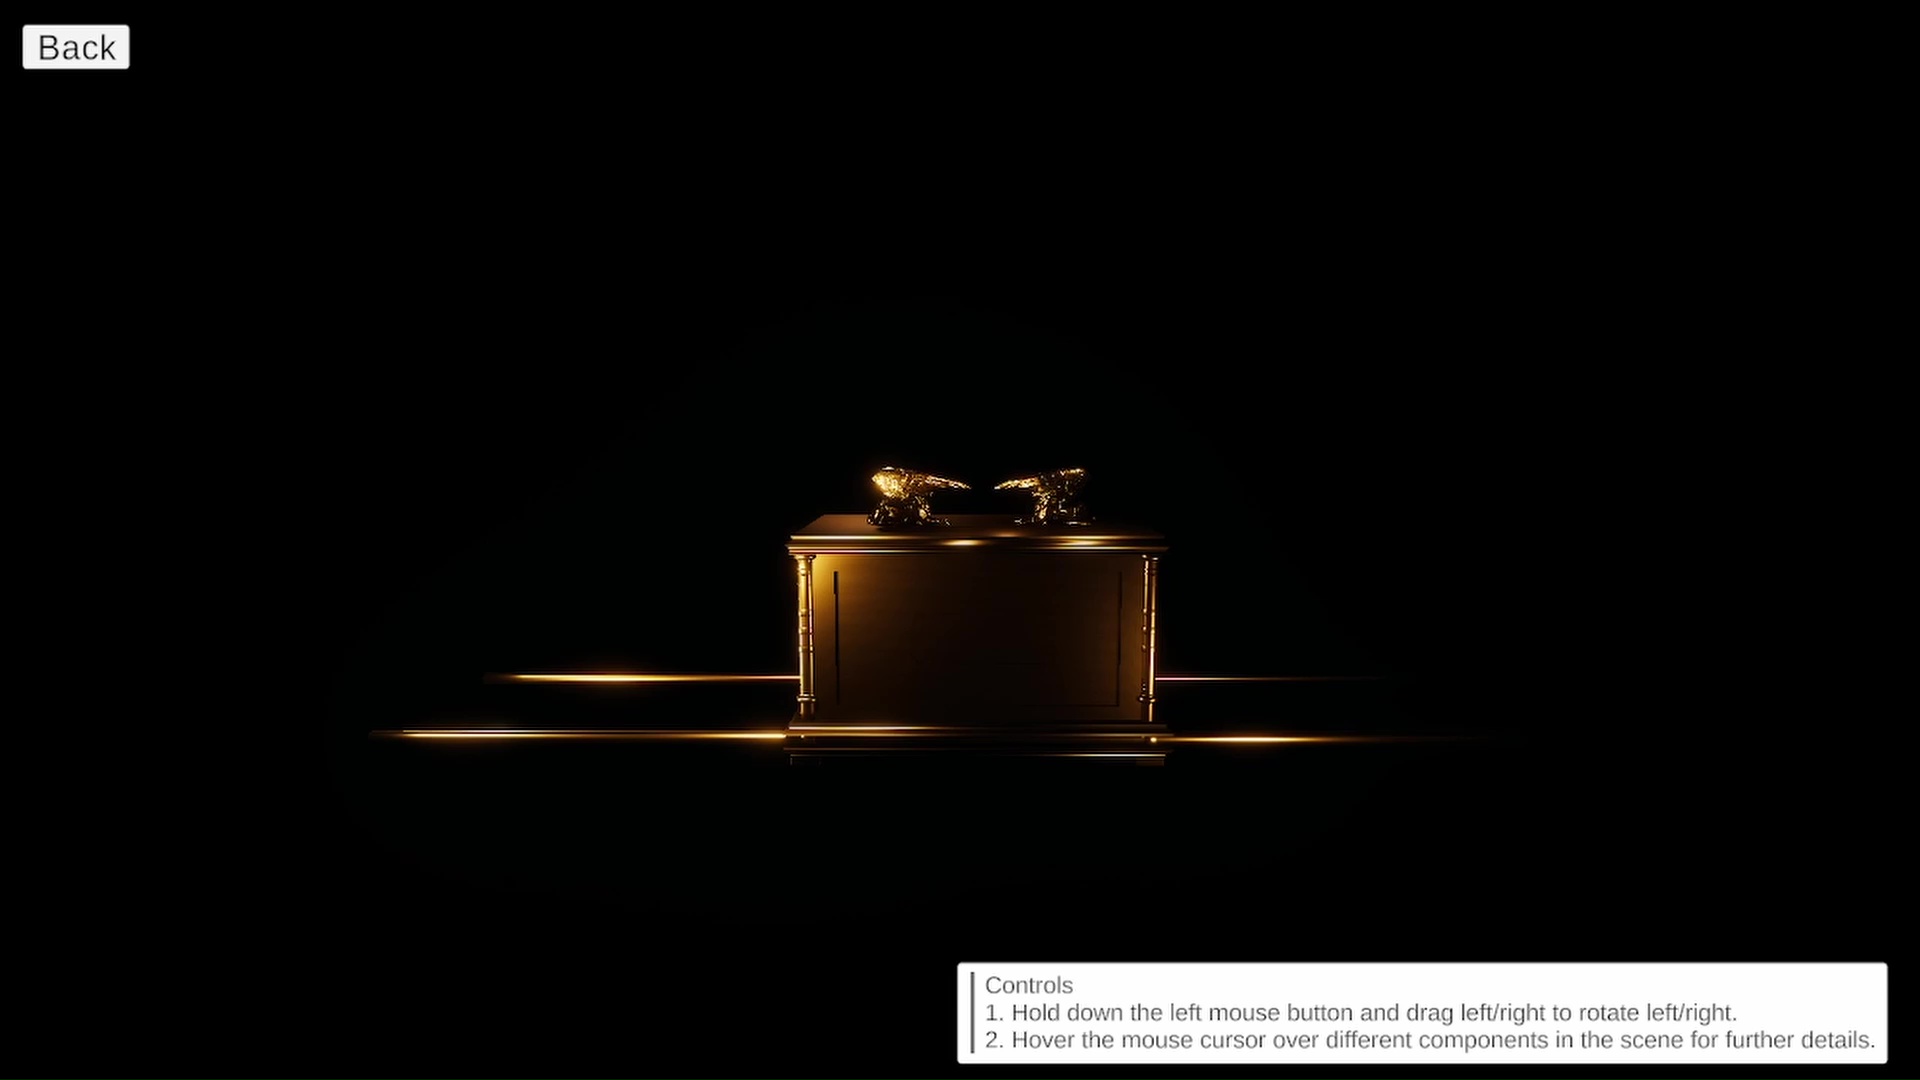 Back
Controls
1. Hold down the left mouse button and drag left/right to rotate left/right.
2. Hover the mouse cursor over different components in the scene for further details.